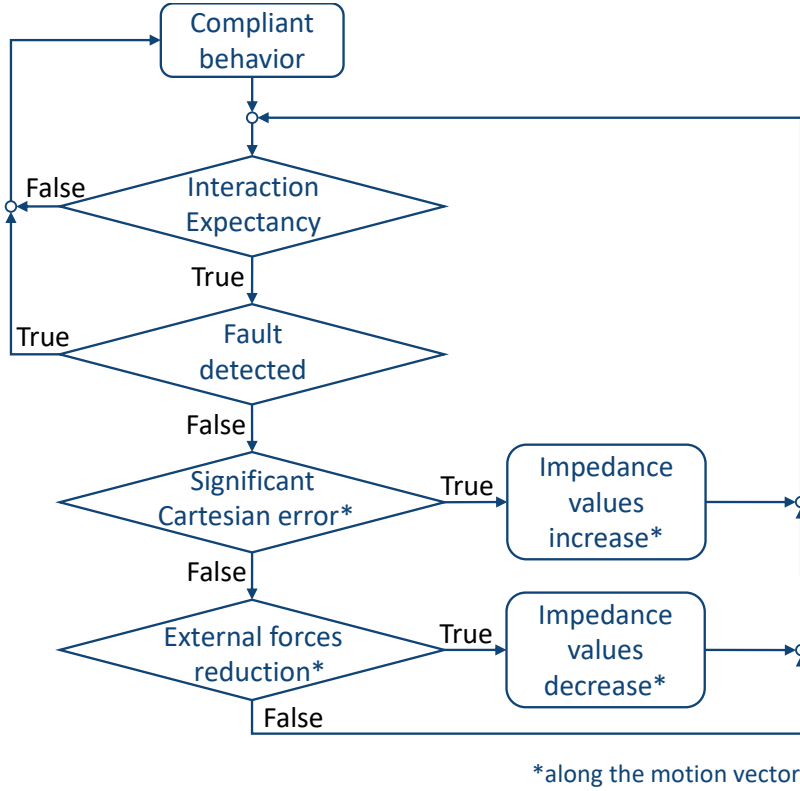 Compliant
behavior
False
Interaction
Expectancy
True
True
Fault
detected
False
Significant
Cartesian error*
True
Impedance
values
increase*
False
External forces
reduction*
True
Impedance
values
decrease*
False
*along the motion vector